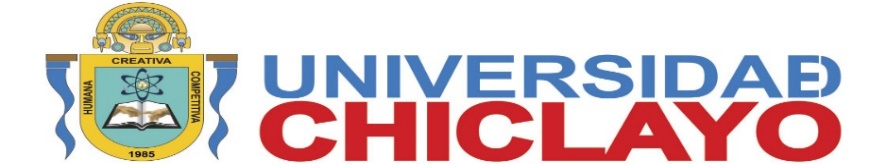 CREATIVA
HUMANA
COMPETITIVA
1985
UNIVERSIDAD
CHICLAYO